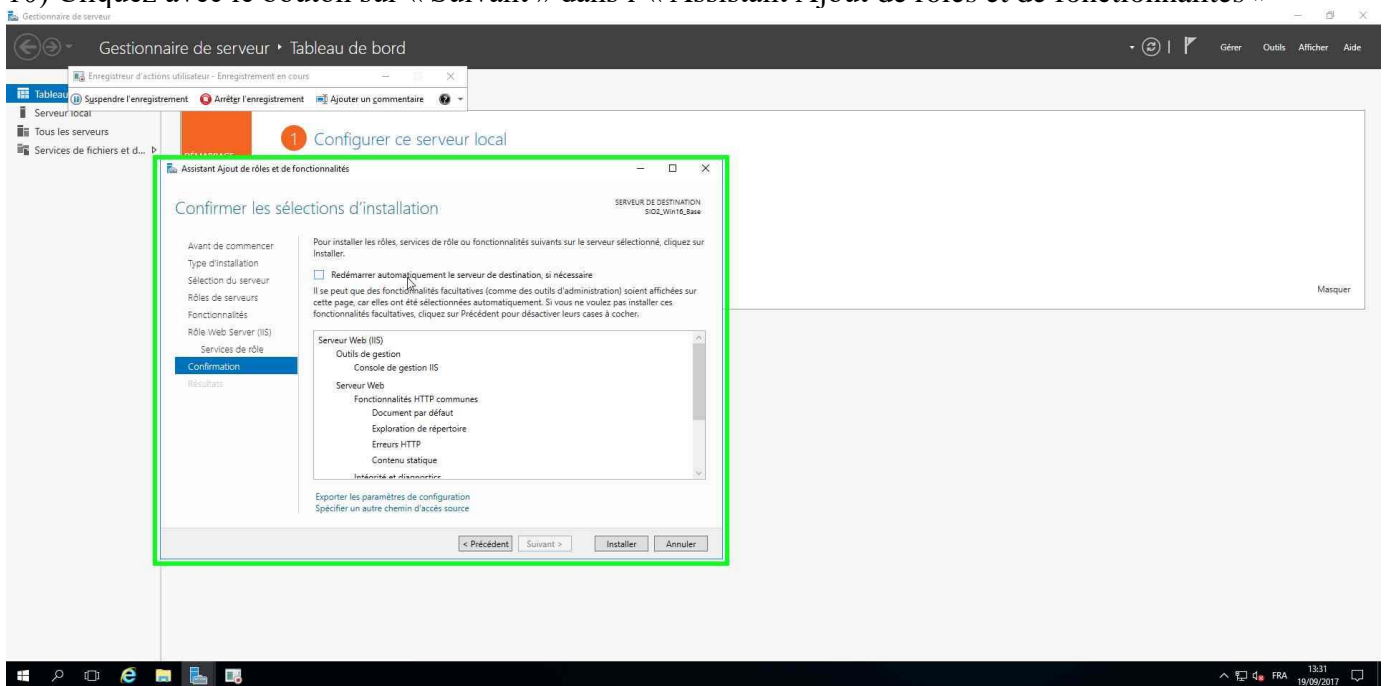 10) Cliquez avec le bouton sur « Suivant » dans l'« Assistant Ajout de rôles et de fonctionnalités »
Gestionnaire de serveur
Gestionnaire de serveur ‣ Tableau de bord
Gérer Outils Afficher Aide
Enregistreur d'actions utilisateur - Enregistrement en cours
Suspendre l'enregistrement Arrêter l'enregistrement Ajouter un commentaire
Tableau
Serveur local
Tous les serveurs
Services de fichiers et d...
1 Configurer ce serveur local
DÉMARRAGE
Assistant Ajout de rôles et de fonctionnalités
Confirmer les sélections d'installation
SERVEUR DE DESTINATION
SIO2_Win16_Base
Avant de commencer
Type d'installation
Sélection du serveur
Rôles de serveurs
Fonctionnalités
Rôle Web Server (IIS)
Services de rôle
Confirmation
Résultats
Pour installer les rôles, services de rôle ou fonctionnalités suivants sur le serveur sélectionné, cliquez sur
Installer.
Redémarrer automatiquement le serveur de destination, si nécessaire
Il se peut que des fonctionnalités facultatives (comme des outils d'administration) soient affichées sur
cette page, car elles ont été sélectionnées automatiquement. Si vous ne voulez pas installer ces
fonctionnalités facultatives, cliquez sur Précédent pour désactiver leurs cases à cocher.
Serveur Web (IIS)
Outils de gestion
Console de gestion IIS
Serveur Web
Fonctionnalités HTTP communes
Document par défaut
Exploration de répertoire
Erreurs HTTP
Contenu statique
Intégrité et diagnostics
Exporter les paramètres de configuration
Spécifier un autre chemin d'accès source
< Précédent Suivant > Installer Annuler
Masquer
FRA
13:31
19/09/2017